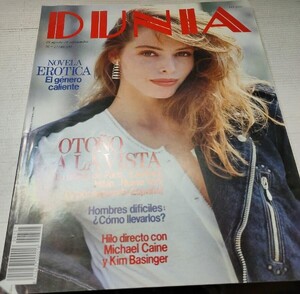 DUNIA
NOVELA
EROTICA
El género
caliente
OTOÑO
A LA VISTA
Hombres difíciles:
¿Cómo llevarlos?
Hilo directo con
Michael Caine
y Kim Basinger